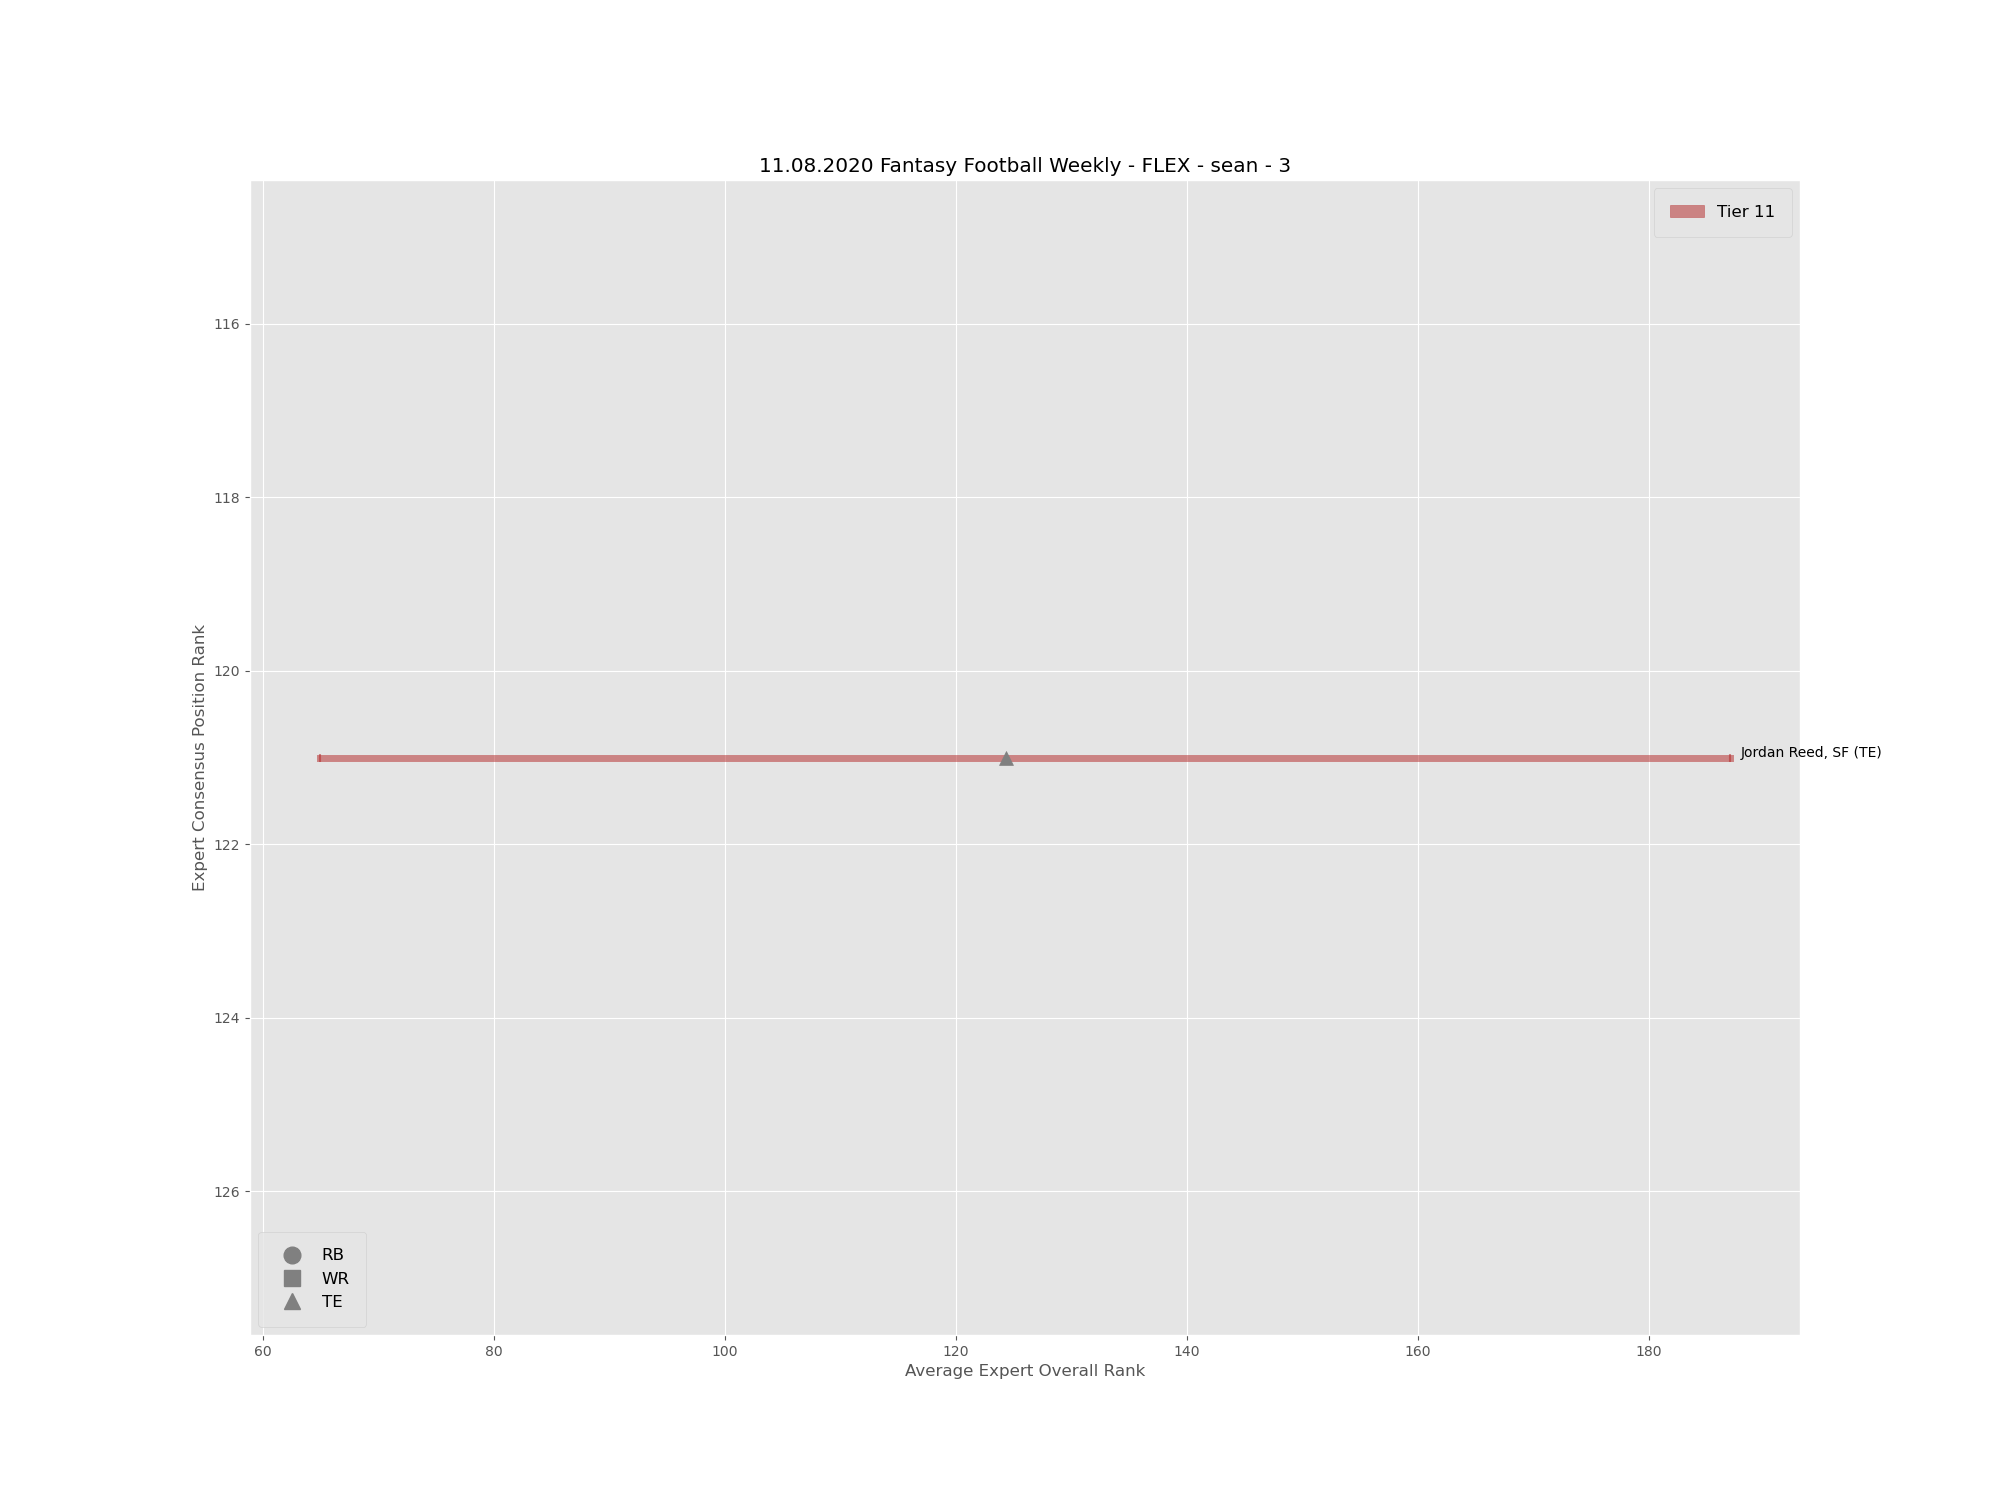 11.08.2020 Fantasy Football Weekly - FLEX - sean - 3
Tier 11
116
118
120
122
124
126
Expert Consensus Position Rank
Jordan Reed, SF (TE)
RB
WR
TE
60 80 100 120 140 160 180
Average Expert Overall Rank